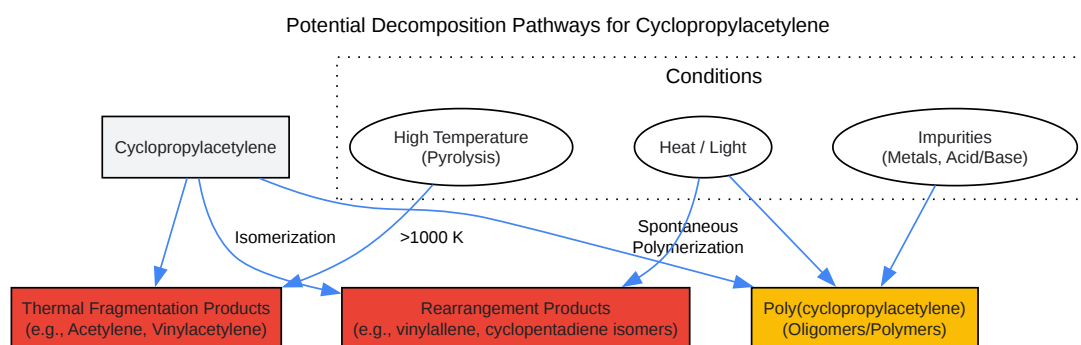 Potential Decomposition Pathways for Cyclopropylacetylene
Conditions
Cyclopropylacetylene
High Temperature
(Pyrolysis)
Heat / Light
Impurities
(Metals, Acid/Base)
Isomerization
>1000 K
Spontaneous
Polymerization
Thermal Fragmentation Products
(e.g., Acetylene, Vinylacetylene)
Rearrangement Products
(e.g., vinylallene, cyclopentadiene isomers)
Poly(cyclopropylacetylene)
(Oligomers/Polymers)